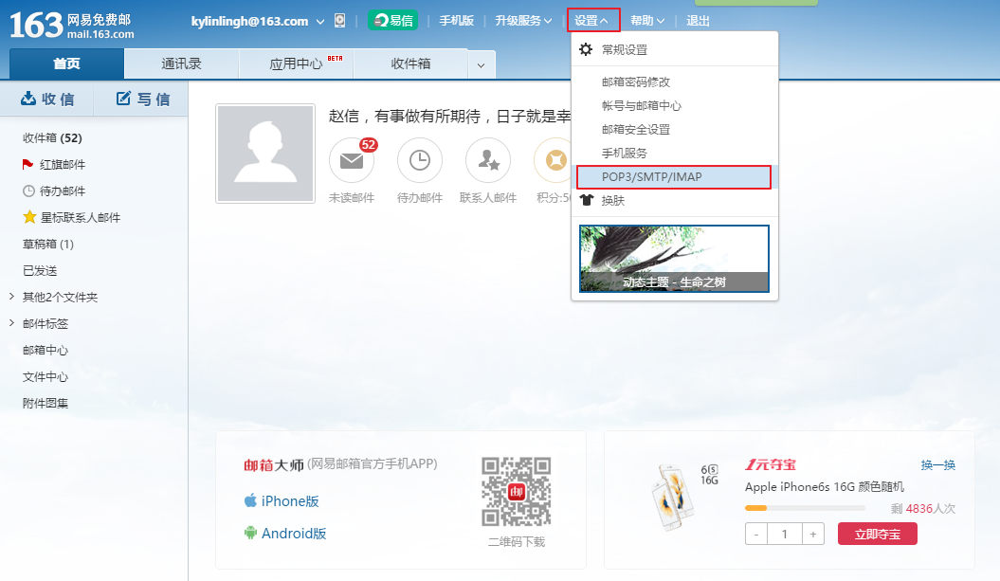 163 网易免费邮
mail.163.com
kylinlingh@163.com
易信
手机版
升级服务
设置
帮助
退出
首页
通讯录
应用中心 BETA
收件箱
收信
写信
收件箱 (52)
红旗邮件
待办邮件
星标联系人邮件
草稿箱 (1)
已发送
其他2个文件夹
邮件标签
邮箱中心
文件中心
附件图集
赵信，有事做有所期待，日子就是幸
52
未读邮件
待办邮件
联系人邮件
积分:50
常规设置
邮箱密码修改
帐号与邮箱中心
邮箱安全设置
手机服务
POP3/SMTP/IMAP
换肤
动态主题 - 生命之树
邮箱大师 (网易邮箱官方手机APP)
iPhone版
Android版
邮
二维码下载
6S
16G
1元夺宝
换一换
Apple iPhone6s 16G 颜色随机
剩 4836人次
- 1 +
立即夺宝